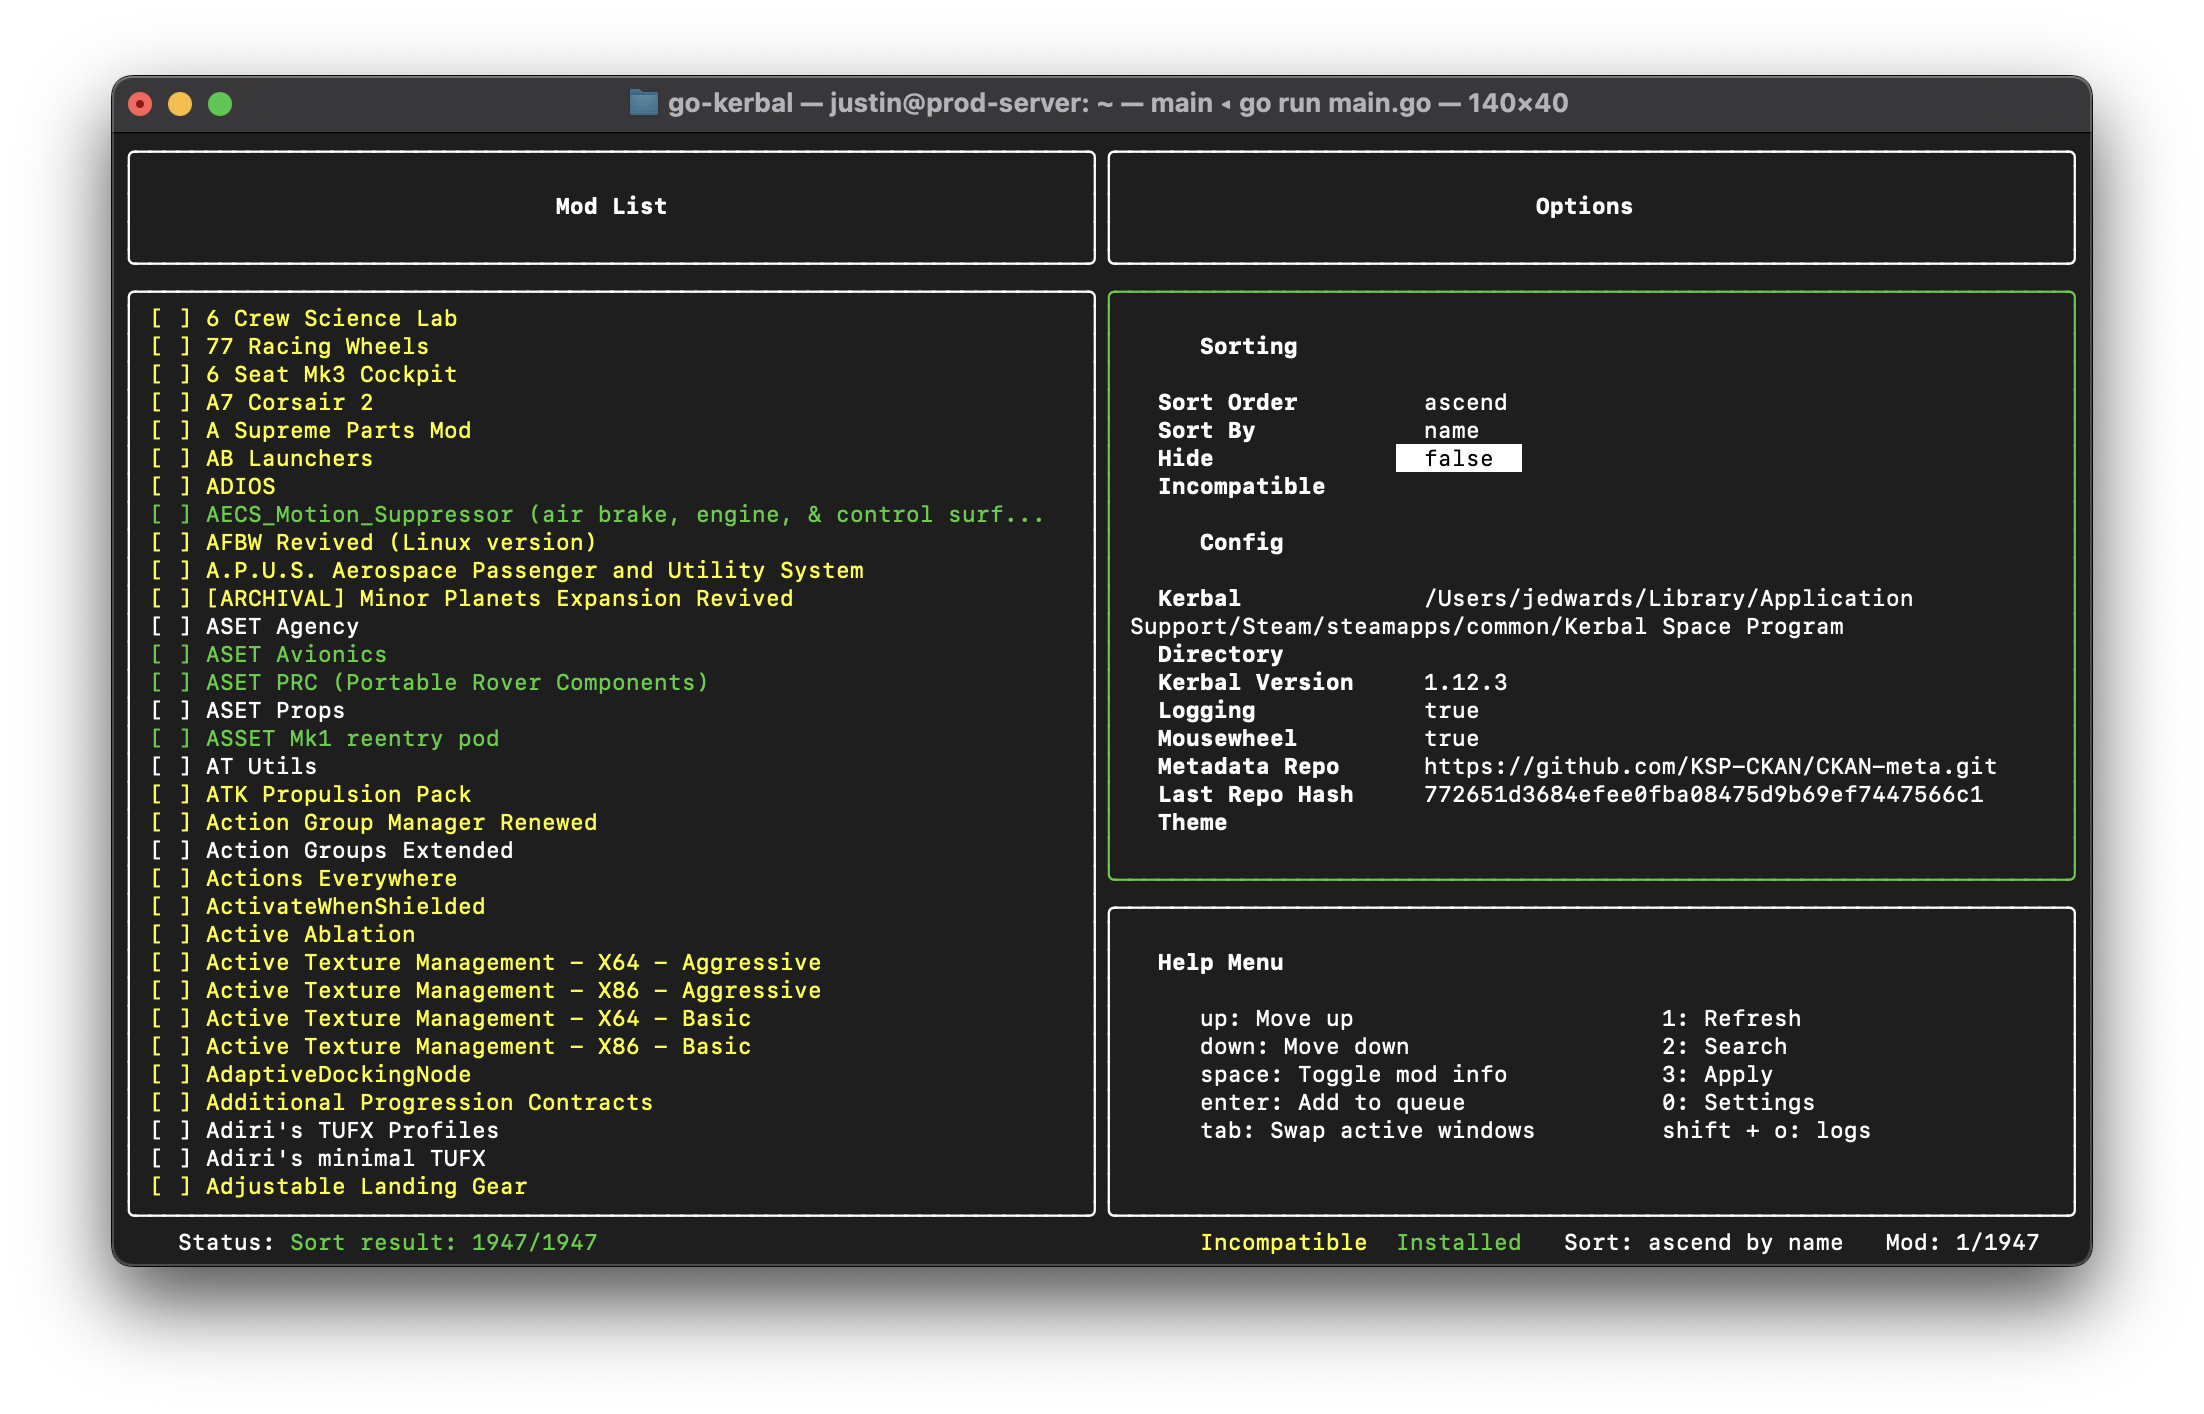 go-kerbal — justin@prod-server: ~ — main ◂ go run main.go — 140×40
Mod List
[ ] 6 Crew Science Lab
[ ] 77 Racing Wheels
[ ] 6 Seat Mk3 Cockpit
[ ] A7 Corsair 2
[ ] A Supreme Parts Mod
[ ] AB Launchers
[ ] ADIOS
[ ] AECS_Motion_Suppressor (air brake, engine, & control surf...
[ ] AFBW Revived (Linux version)
[ ] A.P.U.S. Aerospace Passenger and Utility System
[ ] [ARCHIVAL] Minor Planets Expansion Revived
[ ] ASET Agency
[ ] ASET Avionics
[ ] ASET PRC (Portable Rover Components)
[ ] ASET Props
[ ] ASSET Mk1 reentry pod
[ ] AT Utils
[ ] ATK Propulsion Pack
[ ] Action Group Manager Renewed
[ ] Action Groups Extended
[ ] Actions Everywhere
[ ] ActivateWhenShielded
[ ] Active Ablation
[ ] Active Texture Management - X64 - Aggressive
[ ] Active Texture Management - X86 - Aggressive
[ ] Active Texture Management - X64 - Basic
[ ] Active Texture Management - X86 - Basic
[ ] AdaptiveDockingNode
[ ] Additional Progression Contracts
[ ] Adiri's TUFX Profiles
[ ] Adiri's minimal TUFX
[ ] Adjustable Landing Gear
Options
Sorting
Sort Order ascend
Sort By name
Hide false
Incompatible
Config
Kerbal /Users/jedwards/Library/Application
Support/Steam/steamapps/common/Kerbal Space Program
Directory
Kerbal Version 1.12.3
Logging true
Mousewheel true
Metadata Repo https://github.com/KSP-CKAN/CKAN-meta.git
Last Repo Hash 772651d3684efee0fba08475d9b69ef7447566c1
Theme
Help Menu
up: Move up 1: Refresh
down: Move down 2: Search
space: Toggle mod info 3: Apply
enter: Add to queue 0: Settings
tab: Swap active windows shift + o: logs
Status: Sort result: 1947/1947 Incompatible Installed Sort: ascend by name Mod: 1/1947